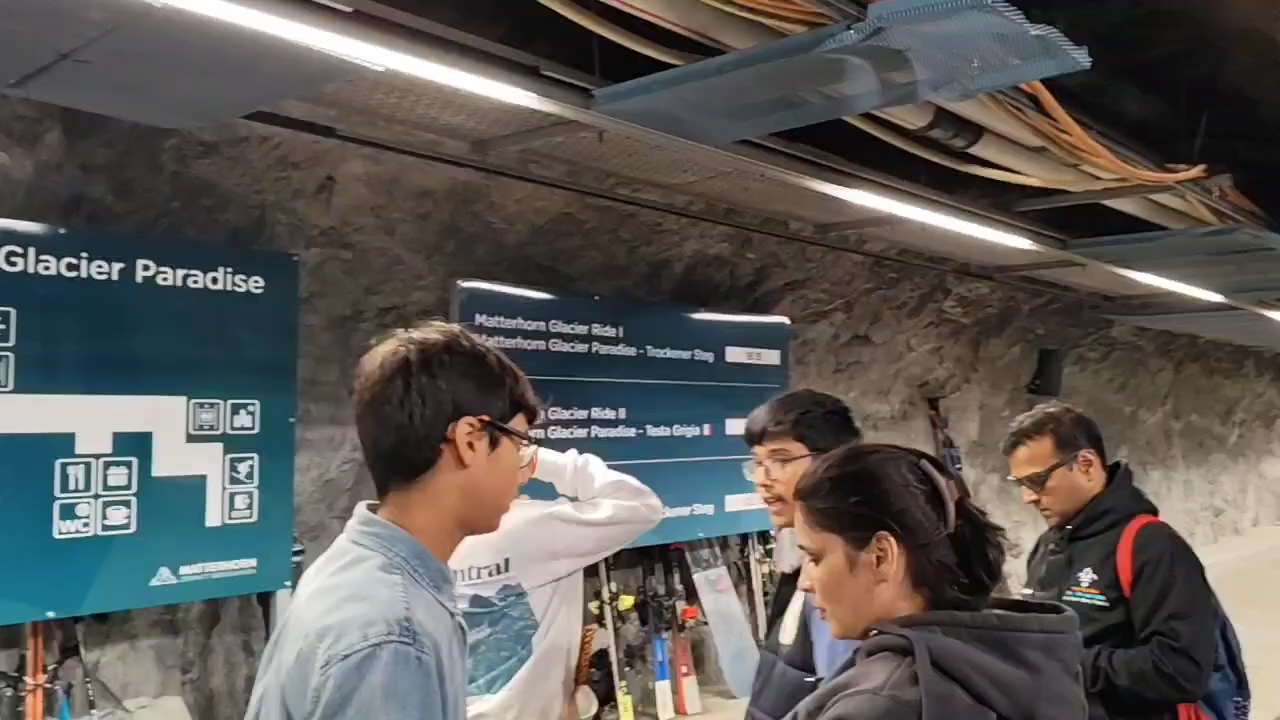 Glacier Paradise
WC
MATTERHORN
Matterhorn Glacier Ride I
Matterhorn Glacier Paradise - Trockener Steg
Glacier Ride II
Glacier Paradise - Testa Grigia
Steg
ntral